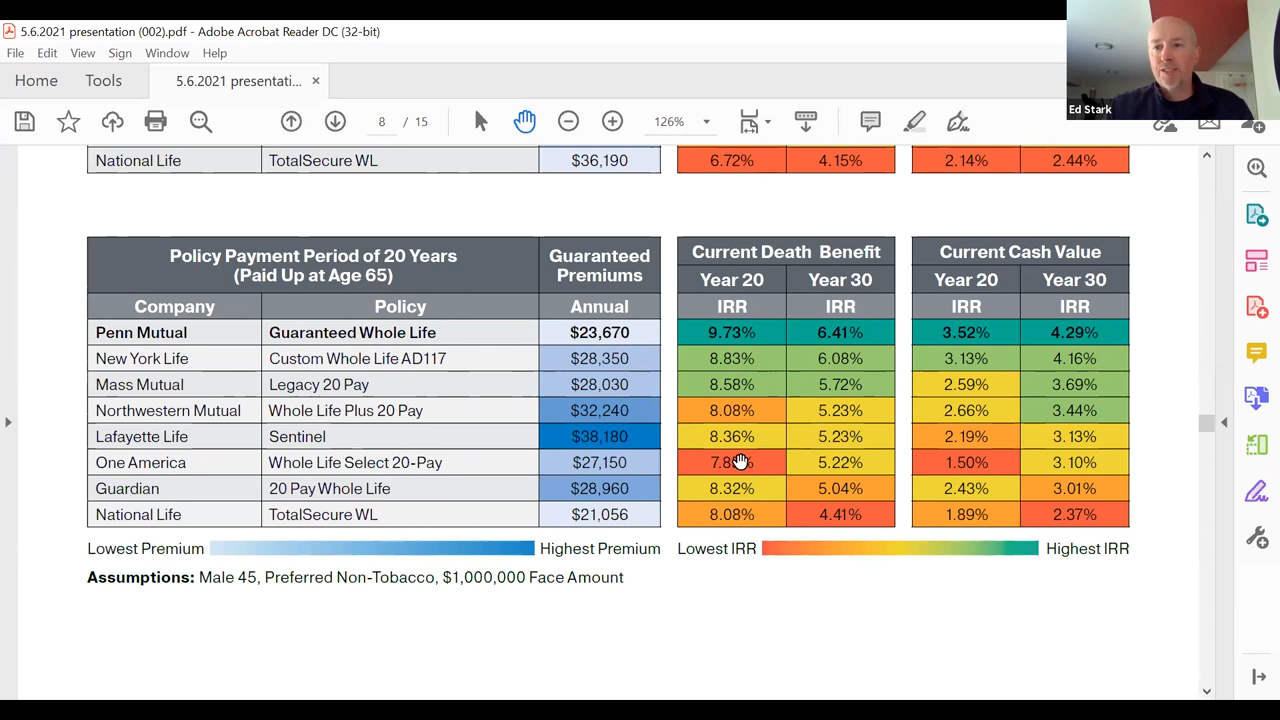 5.6.2021 presentation (002).pdf - Adobe Acrobat Reader DC (32-bit)
File Edit View Sign Window Help
Home Tools 5.6.2021 presentati... ×
Ed Stark
8 / 15 126%
National Life TotalSecure WL $36,190 6.72% 4.15% 2.14% 2.44%
Policy Payment Period of 20 Years (Paid Up at Age 65) Guaranteed Premiums Current Death Benefit Current Cash Value
Year 20 Year 30 Year 20 Year 30
Company Policy Annual IRR IRR IRR IRR
Penn Mutual Guaranteed Whole Life $23,670 9.73% 6.41% 3.52% 4.29%
New York Life Custom Whole Life AD117 $28,350 8.83% 6.08% 3.13% 4.16%
Mass Mutual Legacy 20 Pay $28,030 8.58% 5.72% 2.59% 3.69%
Northwestern Mutual Whole Life Plus 20 Pay $32,240 8.08% 5.23% 2.66% 3.44%
Lafayette Life Sentinel $38,180 8.36% 5.23% 2.19% 3.13%
One America Whole Life Select 20-Pay $27,150 5.22% 1.50% 3.10%
Guardian 20 Pay Whole Life $28,960 8.32% 5.04% 2.43% 3.01%
National Life TotalSecure WL $21,056 8.08% 4.41% 1.89% 2.37%
Lowest Premium Highest Premium Lowest IRR Highest IRR
Assumptions: Male 45, Preferred Non-Tobacco, $1,000,000 Face Amount